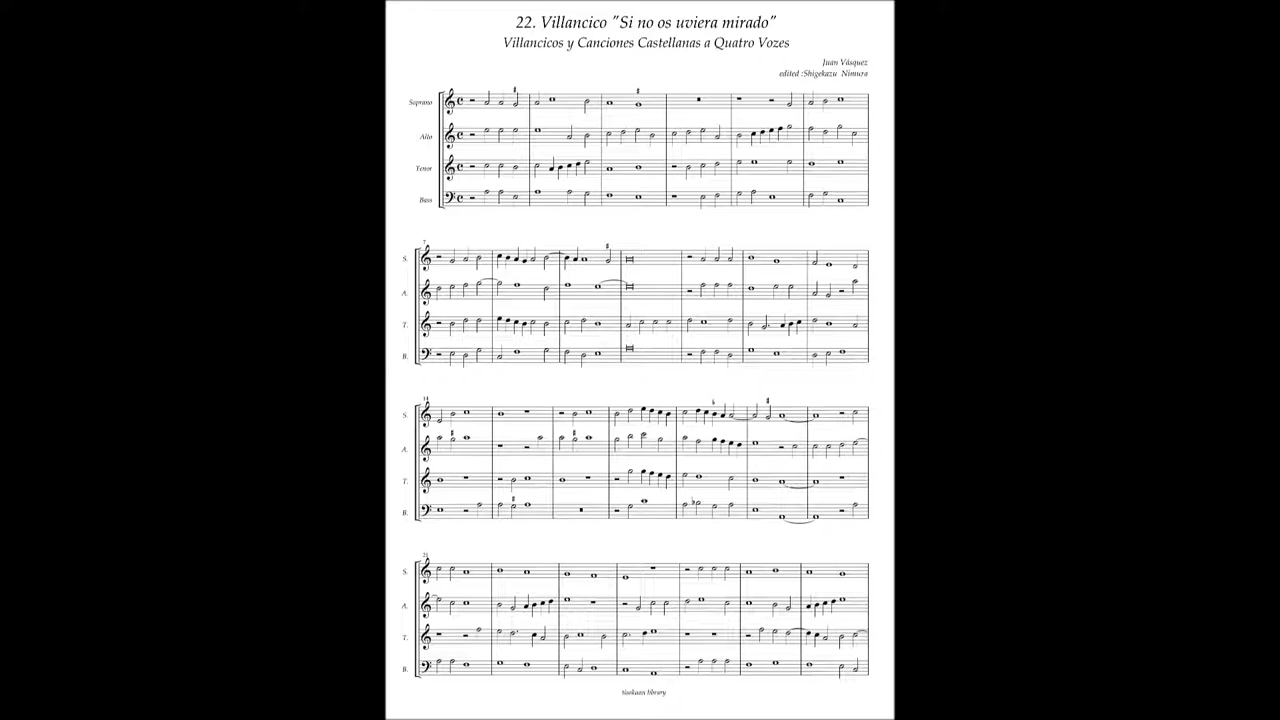 22. Villancico "Si no os uviera mirado"
Villancicos y Canciones Castellanas a Quatro Vozes
Juan Vásquez
edited :Shigekazu Nimura
Soprano
Alto
Tenor
Bass
7
S.
A.
T.
B.
14
S.
A.
T.
B.
21
S.
A.
T.
B.
library